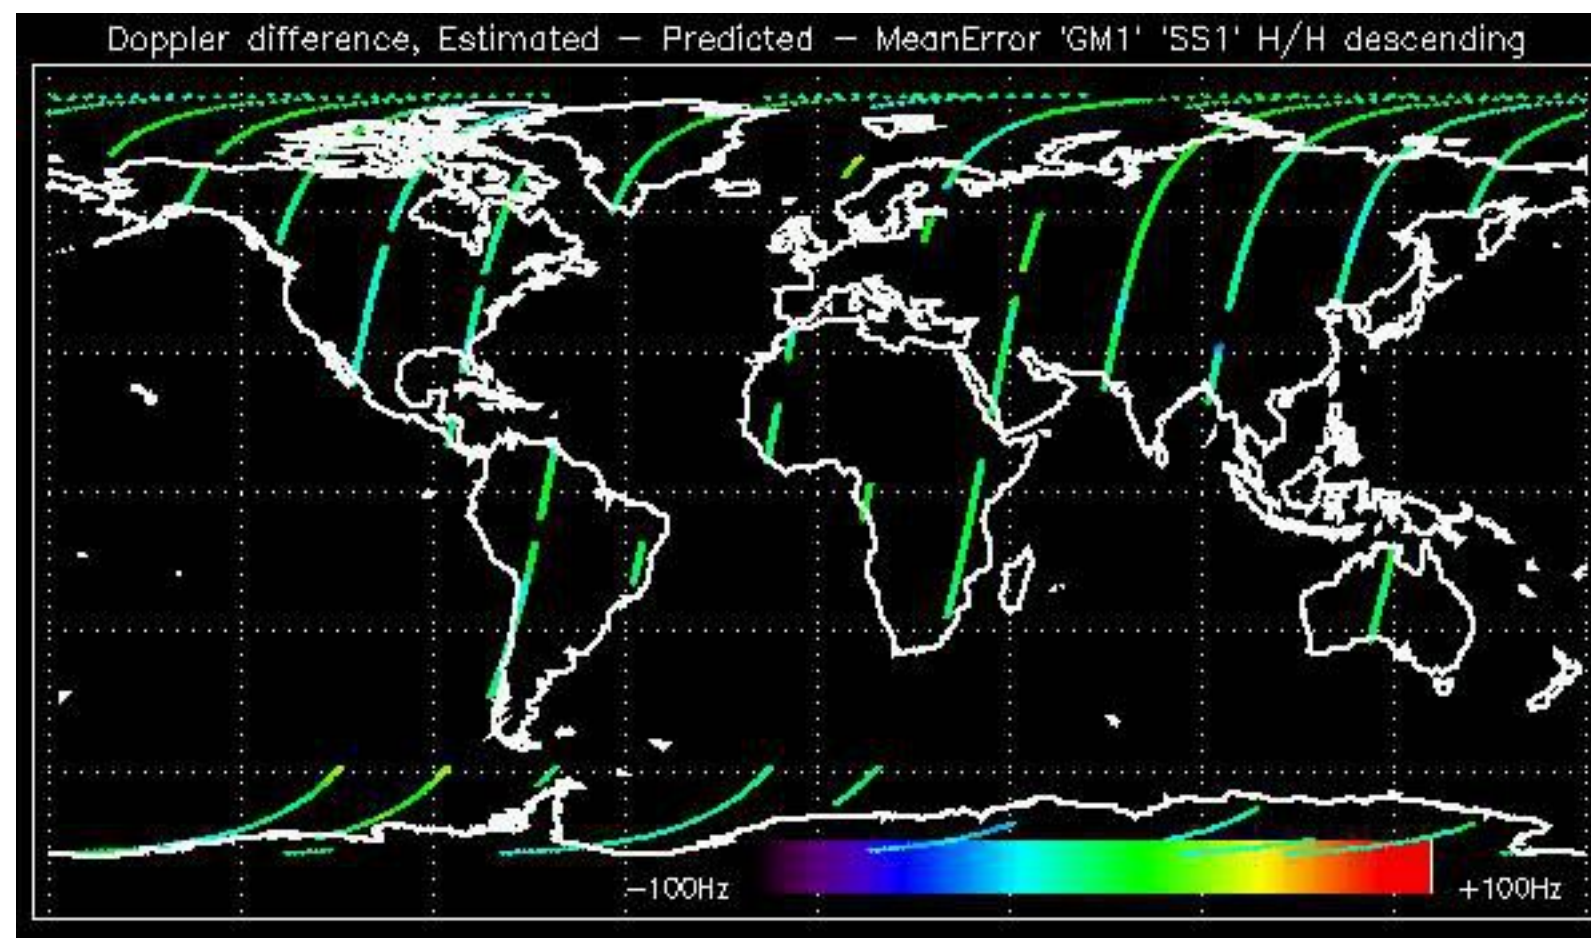 Doppler difference, Estimated − Predicted − MeanError 'GM1' 'SS1' H/H descending
−100Hz
+100Hz